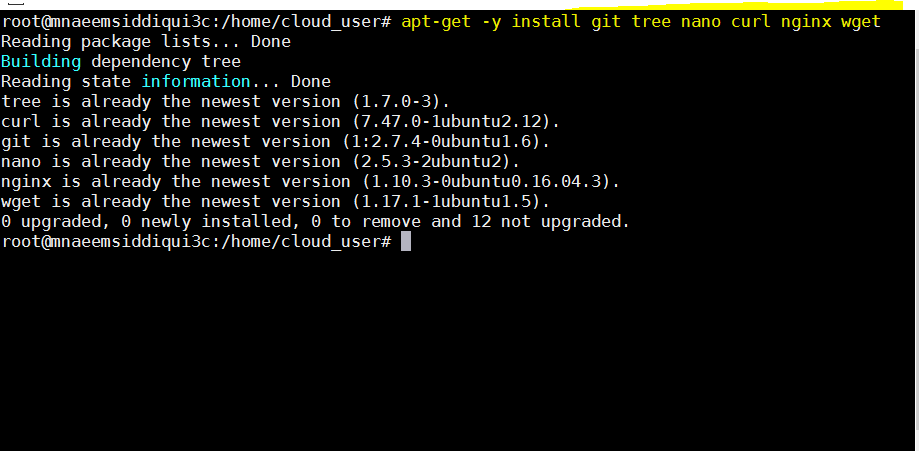 root@mnaeemsiddiqui3c:/home/cloud_user# apt-get -y install git tree nano curl nginx wget
Reading package lists... Done
Building dependency tree
Reading state information... Done
tree is already the newest version (1.7.0-3).
curl is already the newest version (7.47.0-1ubuntu2.12).
git is already the newest version (1:2.7.4-0ubuntu1.6).
nano is already the newest version (2.5.3-2ubuntu2).
nginx is already the newest version (1.10.3-0ubuntu0.16.04.3).
wget is already the newest version (1.17.1-1ubuntu1.5).
0 upgraded, 0 newly installed, 0 to remove and 12 not upgraded.
root@mnaeemsiddiqui3c:/home/cloud_user#